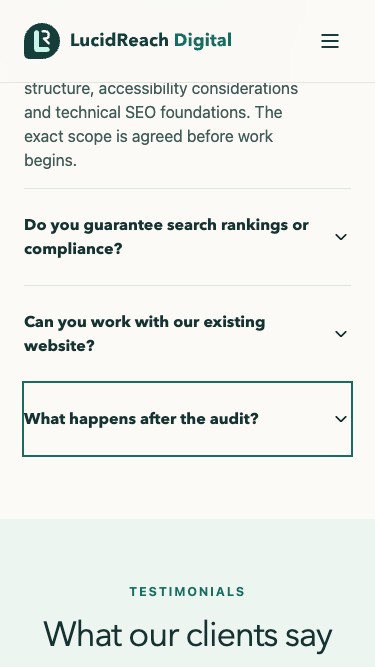 LucidReach Digital
structure, accessibility considerations
and technical SEO foundations. The
exact scope is agreed before work
begins.
Do you guarantee search rankings or
compliance?
Can you work with our existing
website?
What happens after the audit?
TESTIMONIALS
What our clients say